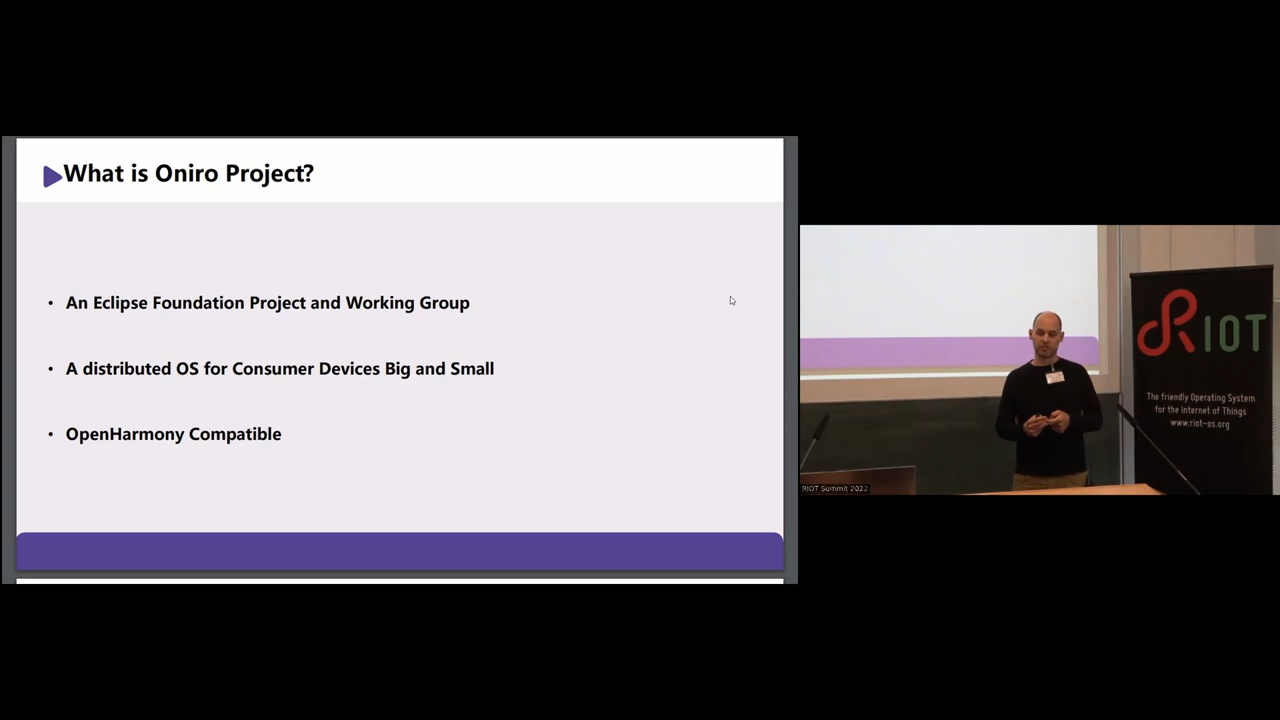 What is Oniro Project?
• An Eclipse Foundation Project and Working Group
• A distributed OS for Consumer Devices Big and Small
• OpenHarmony Compatible
RIOT
The friendly Operating System
for the Internet of Things
www.riot-os.org
RIOT Summit 2022